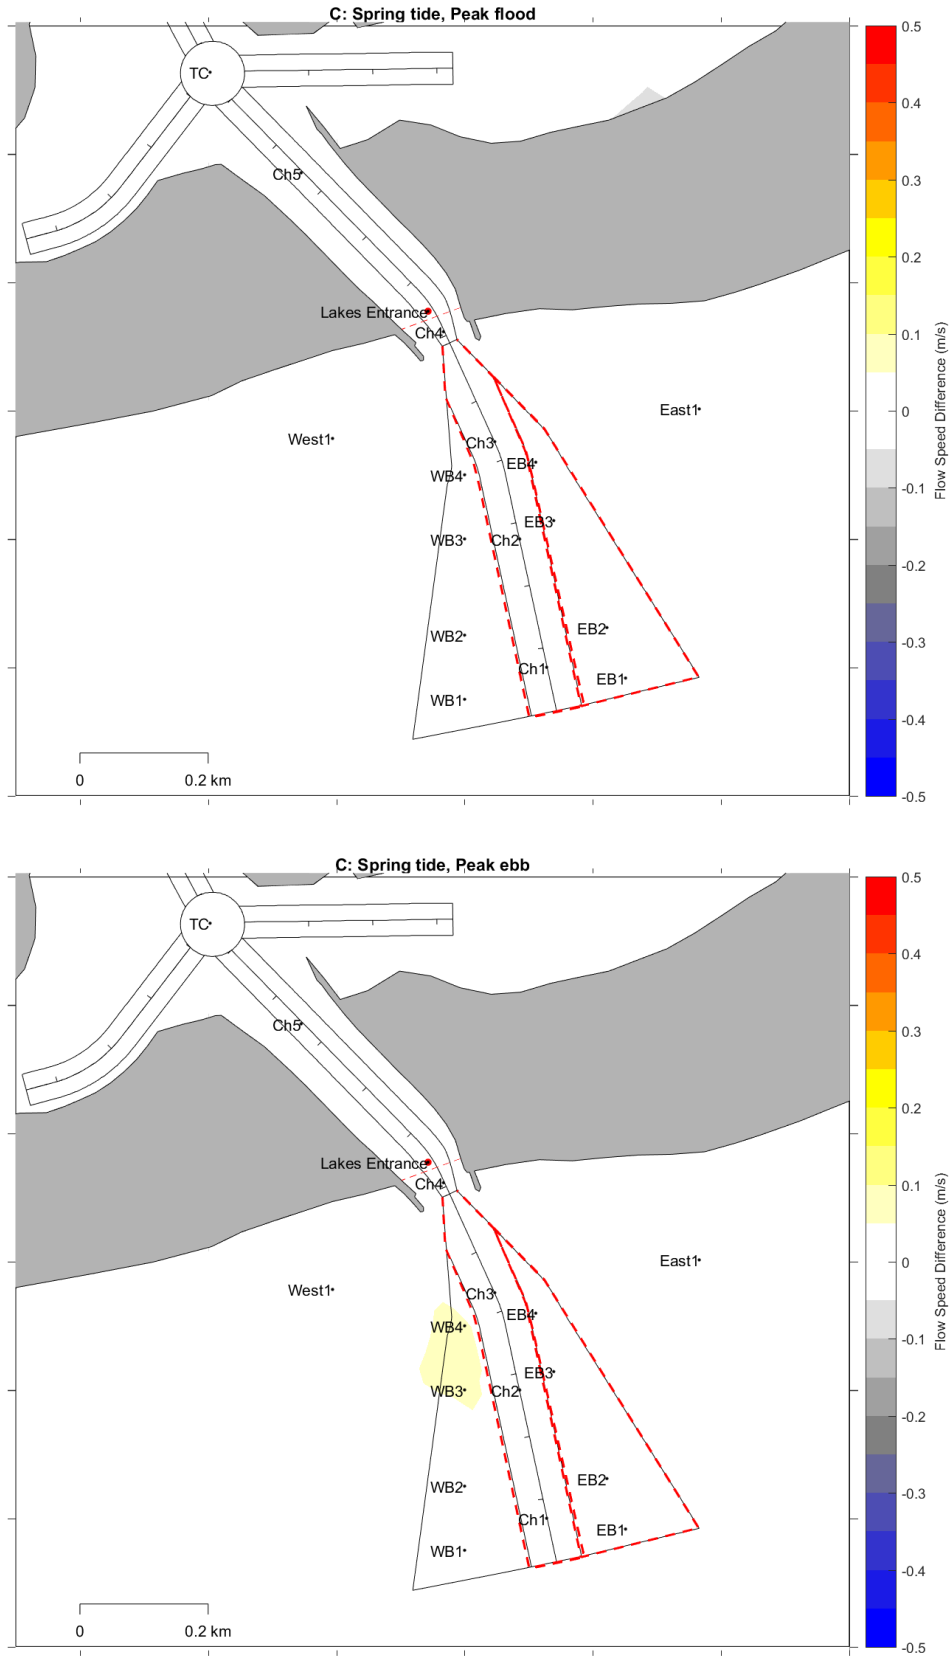 C: Spring tide, Peak flood
TC
Ch5
Lakes Entrance
Ch4
East1
West1
Ch3
EB4
WB4
EB3
WB3
Ch2
EB2
WB2
Ch1
EB1
WB1
0
0.2 km
0.5
0.4
0.3
0.2
0.1
0
-0.1
-0.2
-0.3
-0.4
-0.5
Flow Speed Difference (m/s)
C: Spring tide, Peak ebb
TC
Ch5
Lakes Entrance
Ch4
East1
West1
Ch3
EB4
WB4
EB3
WB3
Ch2
EB2
WB2
Ch1
EB1
WB1
0
0.2 km
0.5
0.4
0.3
0.2
0.1
0
-0.1
-0.2
-0.3
-0.4
-0.5
Flow Speed Difference (m/s)